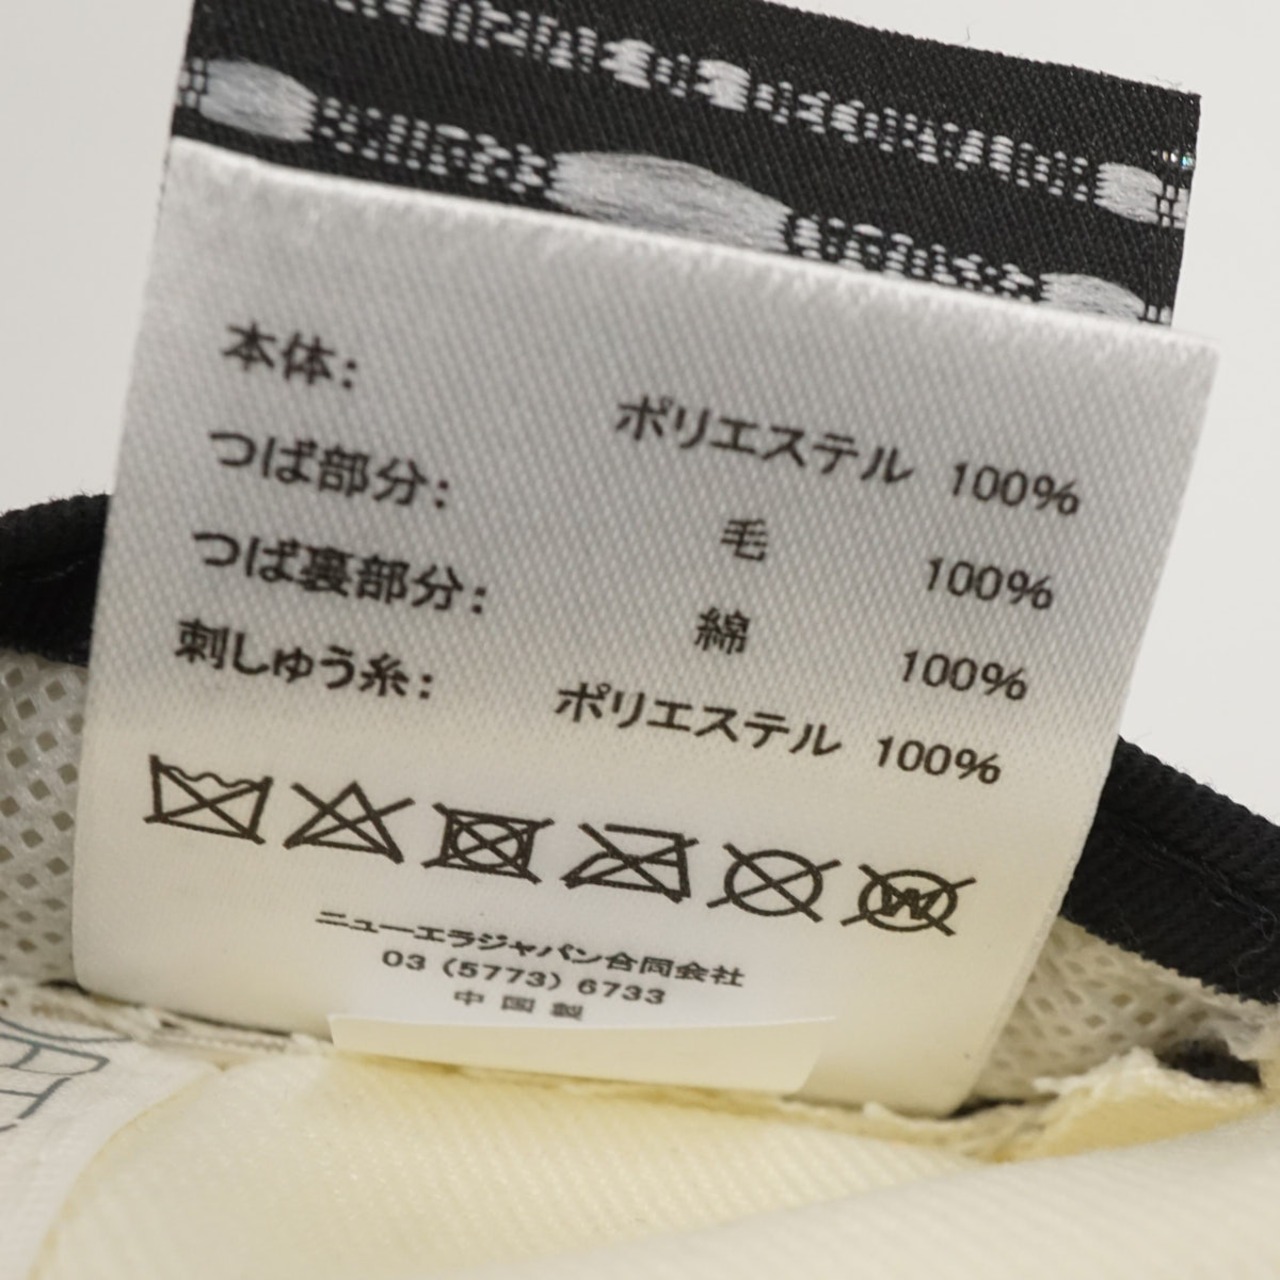 本体: ポリエステル 100%
つば部分: 毛 100%
つば裏部分: 綿 100%
刺しゅう糸: ポリエステル 100%
W
ニューエラジャパン合同会社
03 (5773) 6733
中国製